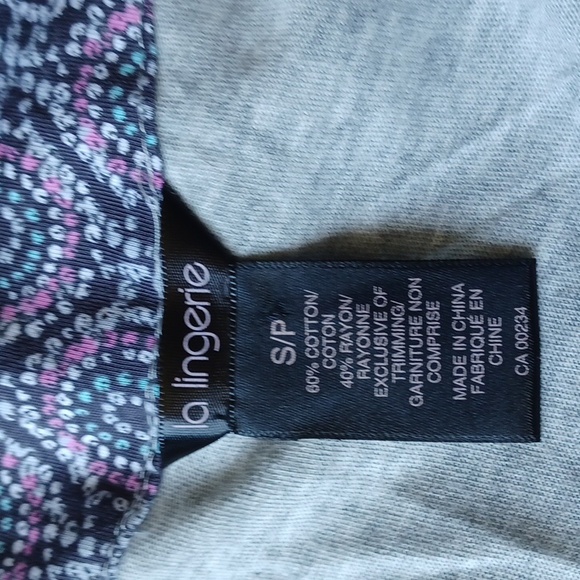 la lingerie
S/P
60% COTTON/
COTON
40% RAYON/
RAYONNE
EXCLUSIVE OF
TRIMMING/
GARNITURE NON
COMPRISE
MADE IN CHINA
FABRIQUÉ EN
CHINE
CA 00294